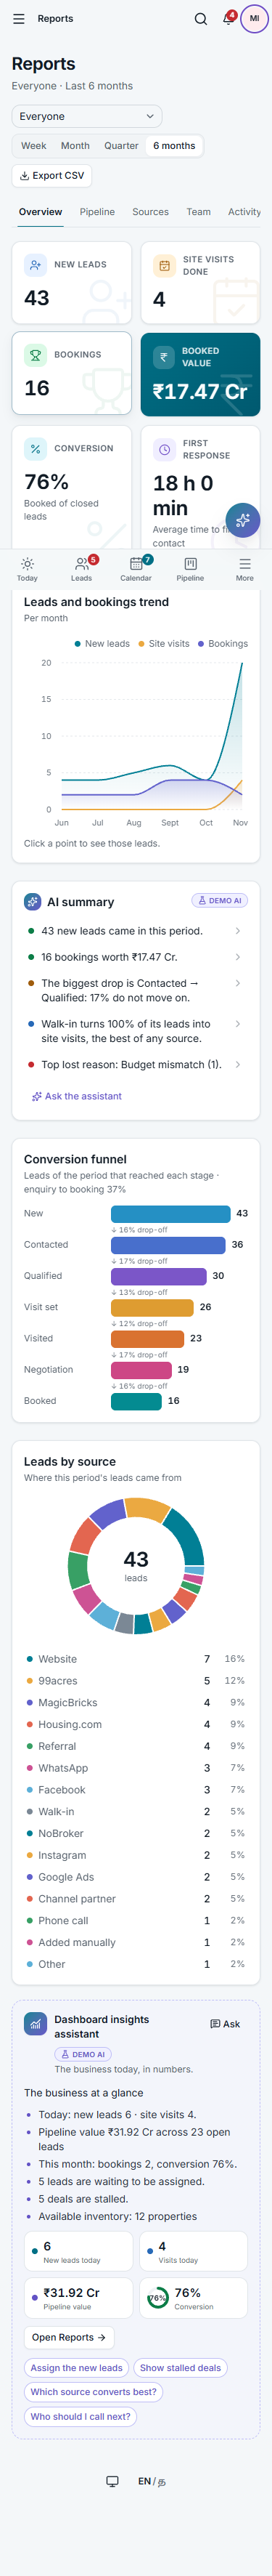 Reports
4
MI
Reports
Everyone · Last 6 months
Everyone
Week Month Quarter 6 months
Export CSV
Overview Pipeline Sources Team Activity
NEW LEADS
43
SITE VISITS
DONE
4
BOOKINGS
16
₹
BOOKED
VALUE
₹17.47 Cr
CONVERSION
76%
Booked of closed
leads
FIRST
RESPONSE
18 h 0
min
Average time to fi
contact
5
7
Today Leads Calendar Pipeline More
Leads and bookings trend
Per month
New leads Site visits Bookings
20
15
10
5
0
Jun Jul Aug Sept Oct Nov
Click a point to see those leads.
AI summary
DEMO AI
43 new leads came in this period.
16 bookings worth ₹17.47 Cr.
The biggest drop is Contacted →
Qualified: 17% do not move on.
Walk-in turns 100% of its leads into
site visits, the best of any source.
Top lost reason: Budget mismatch (1).
Ask the assistant
Conversion funnel
Leads of the period that reached each stage ·
enquiry to booking 37%
New 43
↓ 16% drop-off
Contacted 36
↓ 17% drop-off
Qualified 30
↓ 13% drop-off
Visit set 26
↓ 12% drop-off
Visited 23
↓ 17% drop-off
Negotiation 19
↓ 16% drop-off
Booked 16
Leads by source
Where this period's leads came from
43
leads
Website 7 16%
99acres 5 12%
MagicBricks 4 9%
Housing.com 4 9%
Referral 4 9%
WhatsApp 3 7%
Facebook 3 7%
Walk-in 2 5%
NoBroker 2 5%
Instagram 2 5%
Google Ads 2 5%
Channel partner 2 5%
Phone call 1 2%
Added manually 1 2%
Other 1 2%
Dashboard insights
assistant
Ask
DEMO AI
The business today, in numbers.
The business at a glance
Today: new leads 6 · site visits 4.
Pipeline value ₹31.92 Cr across 23 open
leads
This month: bookings 2, conversion 76%.
5 leads are waiting to be assigned.
5 deals are stalled.
Available inventory: 12 properties
6
New leads today
4
Visits today
₹31.92 Cr
Pipeline value
76%
76%
Conversion
Open Reports →
Assign the new leads Show stalled deals
Which source converts best?
Who should I call next?
EN / த